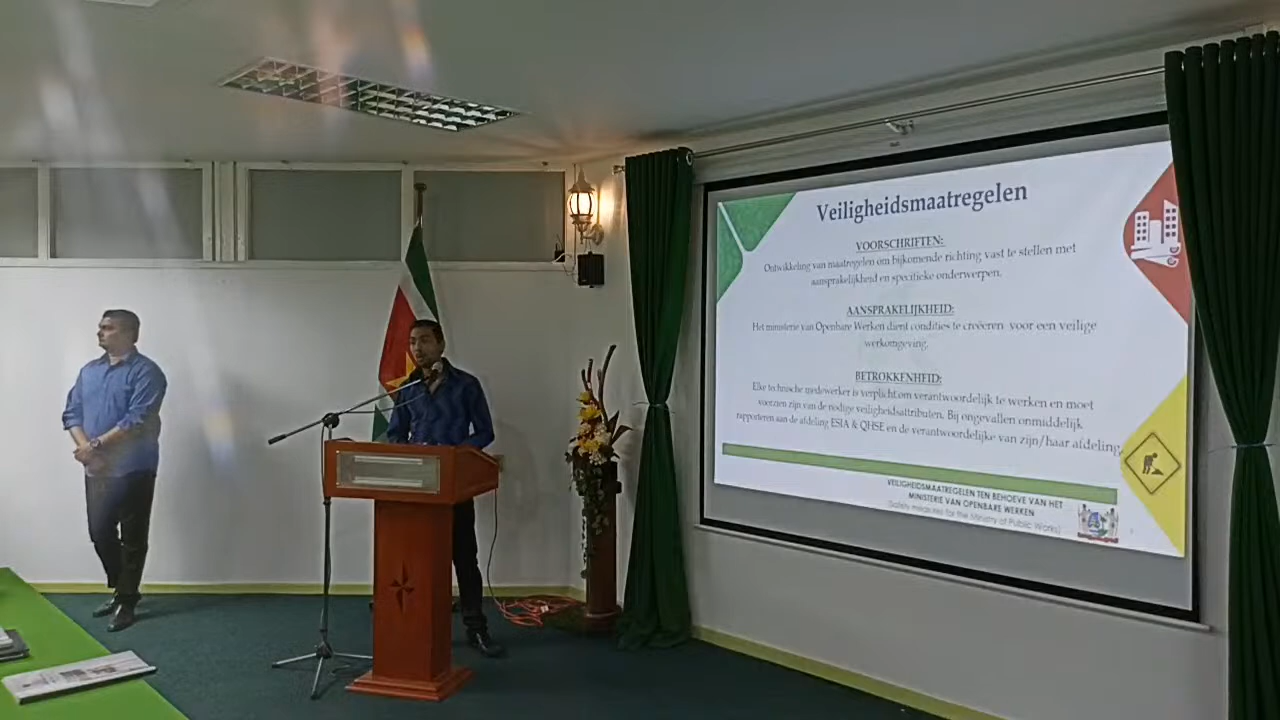 Veiligheidsmaatregelen
VOORSCHRIFTEN:
Ontwikkeling van maatregelen om bijkomende richting vast te stellen met
aansprakelijkheid en specifieke onderwerpen.
AANSPRAKELIJKHEID:
Het ministerie van Openbare Werken dient condities te creëeren voor een veilige
werkomgeving.
BETROKKENHEID:
Elke technische medewerker is verplicht om verantwoordelijk te werken en moet
voorzien zijn van de nodige veiligheidsattributen. Bij ongevallen onmiddelijk
rapporteren aan de afdeling ESIA & QHSE en de verantwoordelijke van zijn/haar afdeling
VEILIGHEIDSMAATREGELEN TEN BEHOEVE VAN HET
MINISTERIE VAN OPENBARE WERKEN
(Safety measures for the Ministry of Public Works)